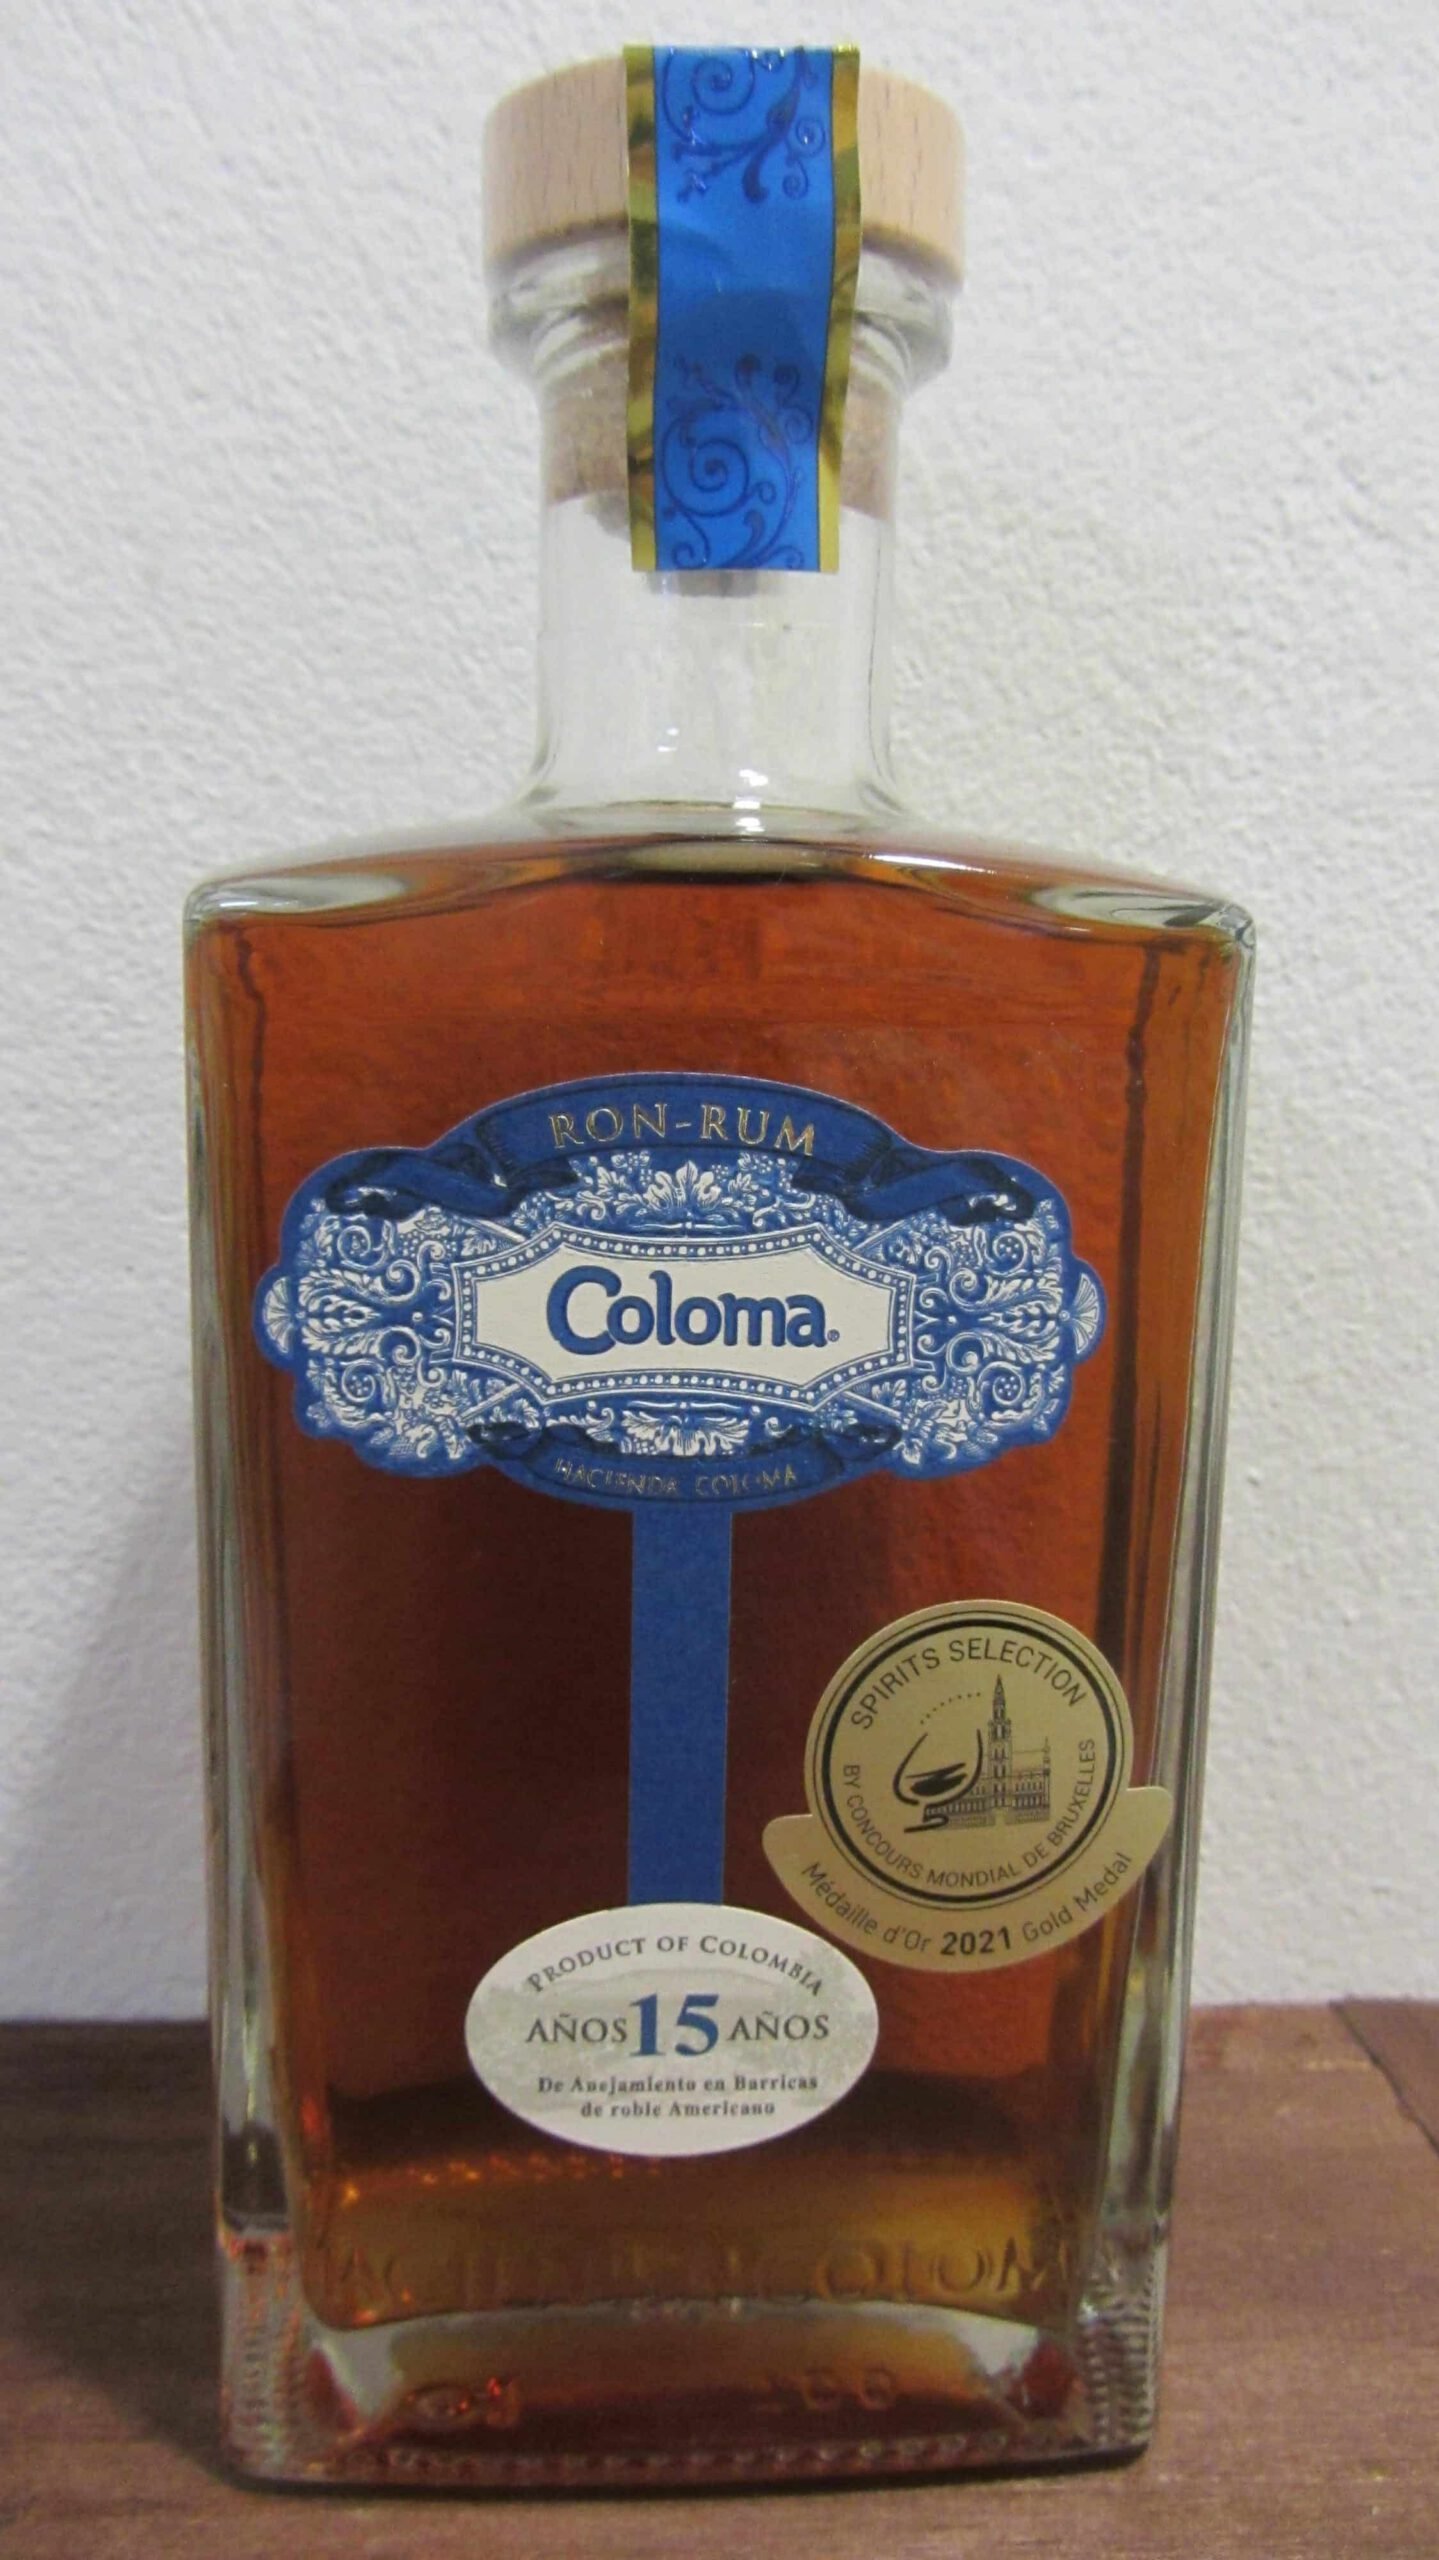 RON-RUM
Coloma®
HACIENDA COLOMA
SPIRITS SELECTION
BY CONCOURS MONDIAL DE BRUXELLES
Médaille d'Or 2021 Gold Medal
PRODUCT OF COLOMBIA
AÑOS 15 AÑOS
De Añejamiento en Barricas
de roble Americano